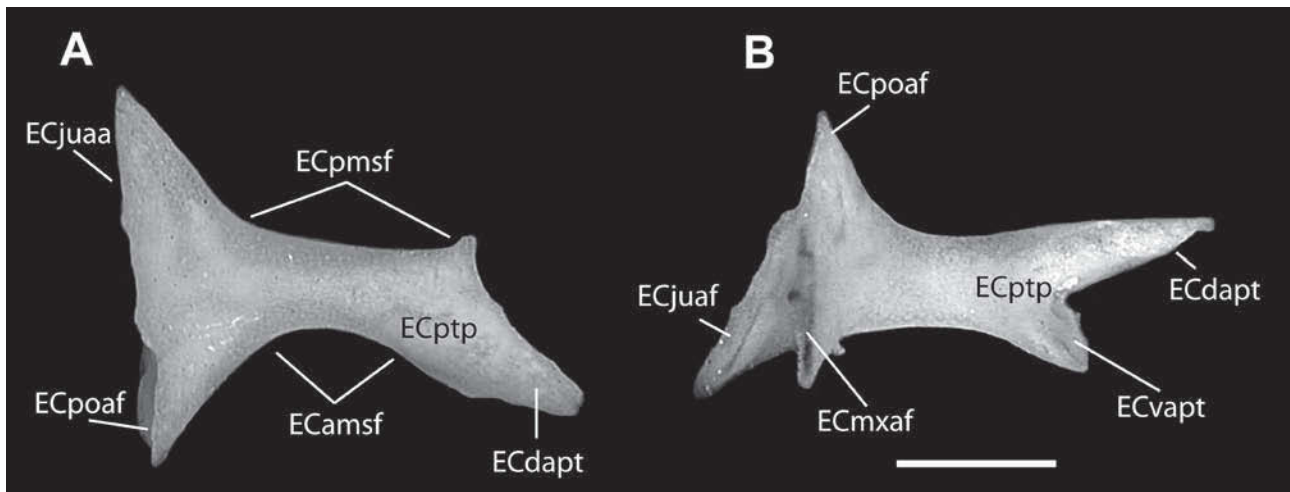 A
ECjuaa
ECpmsf
ECptp
ECpoaf
ECamsf
ECdapt
B
ECpoaf
ECjuaf
ECptp
ECdapt
ECmxaf
ECvapt